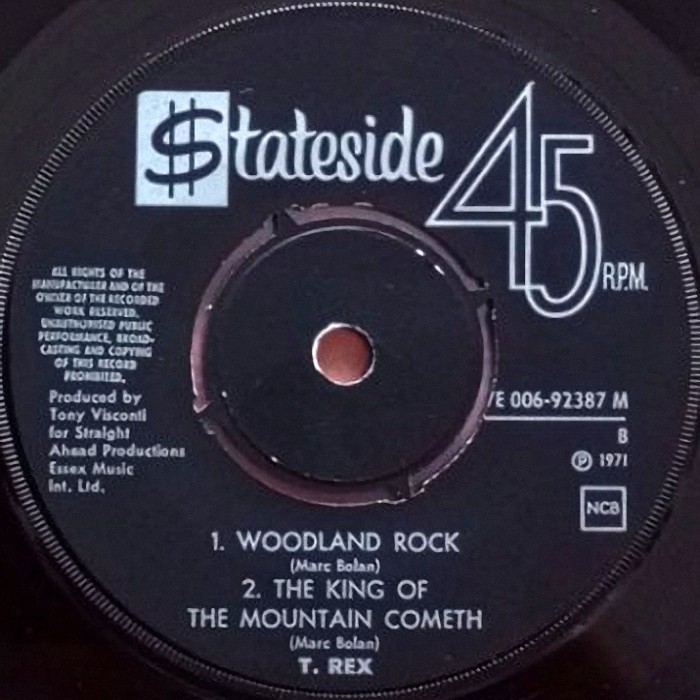 $tateside
45
R.P.M.
ALL RIGHTS OF THE
MANUFACTURER AND OF THE
OWNER OF THE RECORDED
WORK RESERVED.
UNAUTHORISED PUBLIC
PERFORMANCE, BROAD-
CASTING AND COPYING
OF THIS RECORD
PROHIBITED.
Produced by
Tony Visconti
for Straight
Ahead Productions
Essex Music
Int. Ltd.
E 006-92387 M
B
Ⓟ 1971
NCB
1. WOODLAND ROCK
(Marc Bolan)
2. THE KING OF
THE MOUNTAIN COMETH
(Marc Bolan)
T. REX